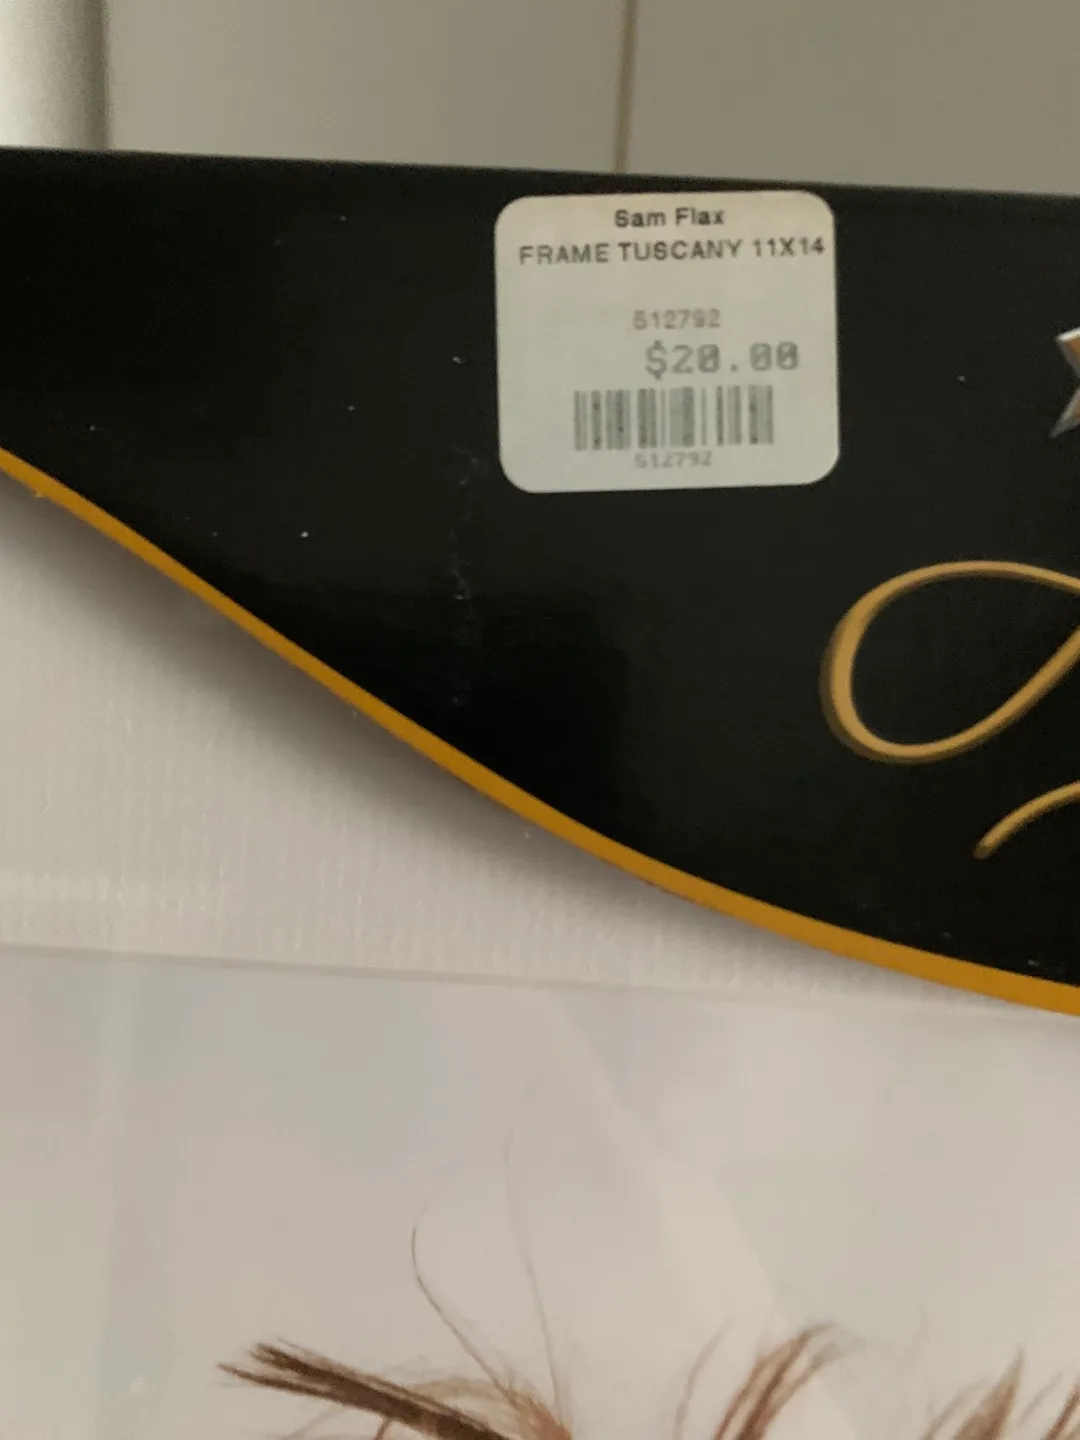 Sam Flax
FRAME TUSCANY 11X14
512792
$20.00
512792